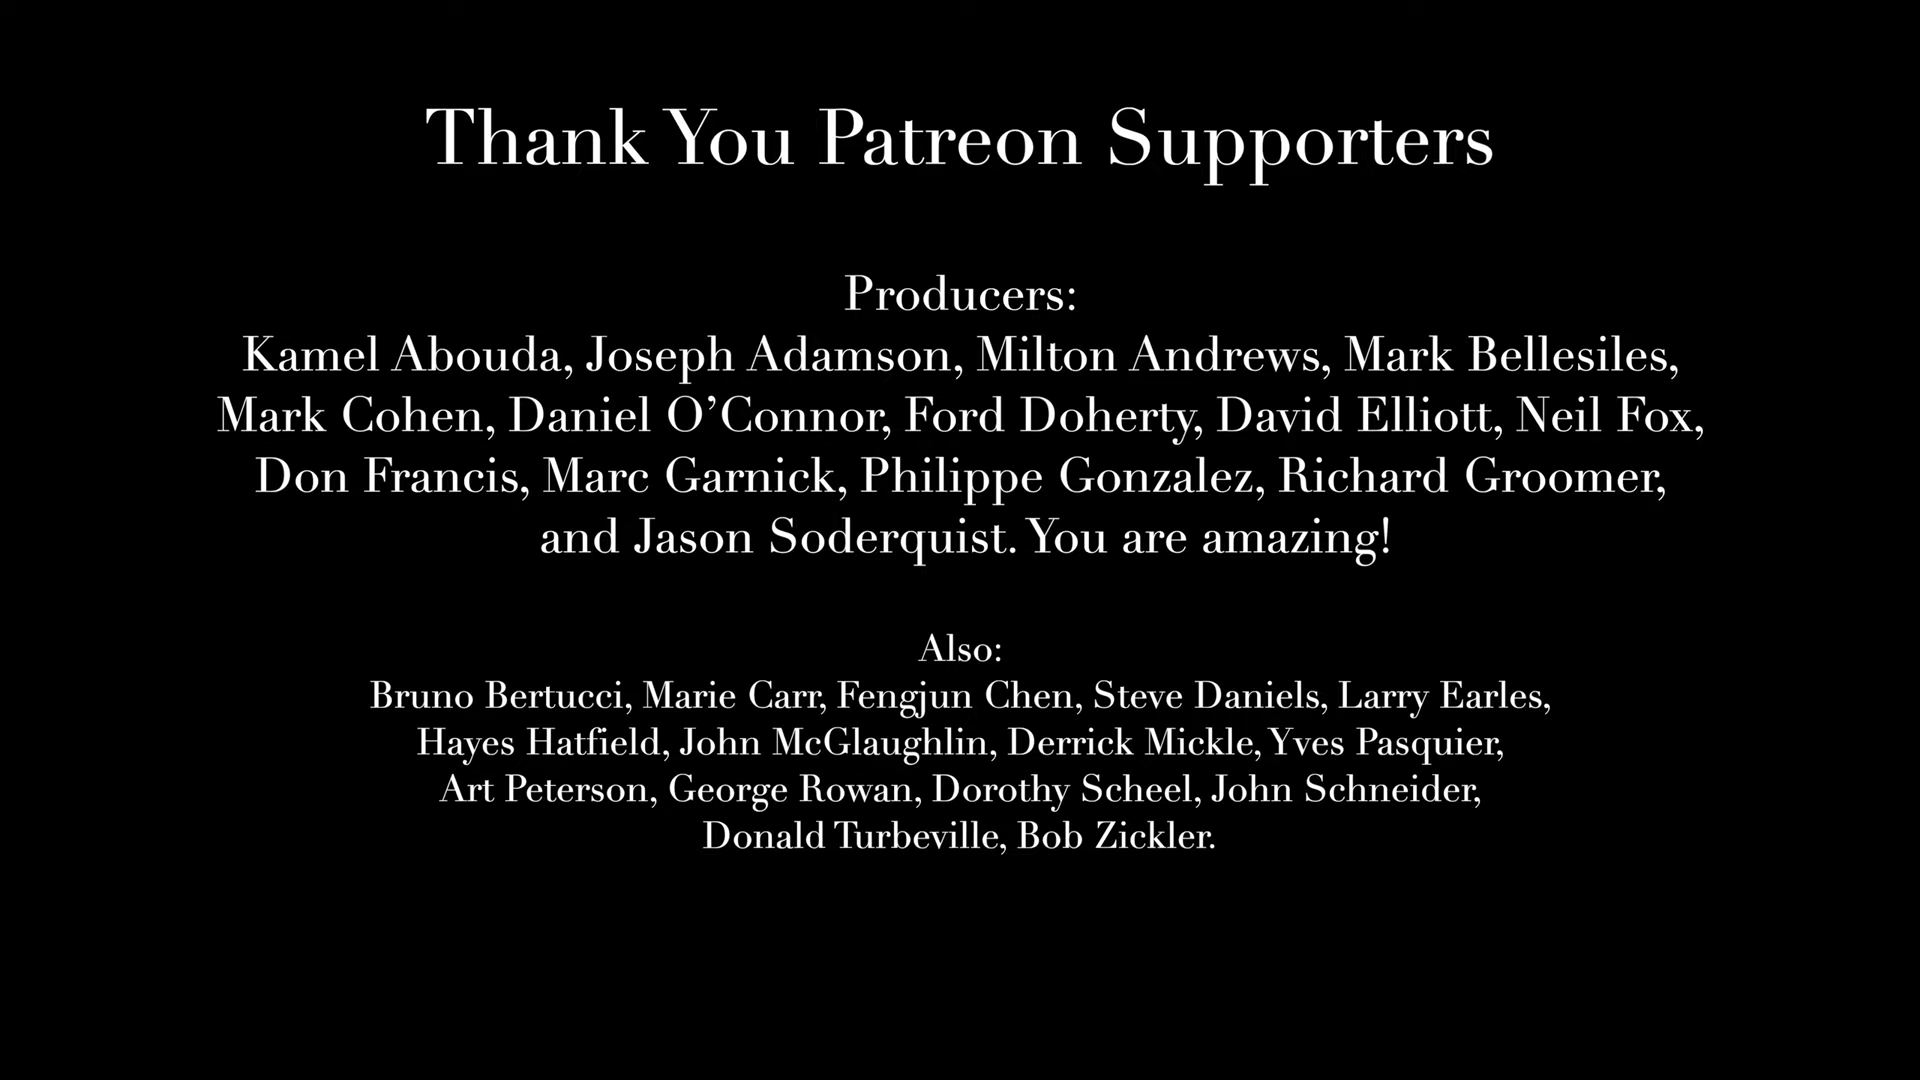 Thank You Patreon Supporters
Producers:
Kamel Abouda, Joseph Adamson, Milton Andrews, Mark Bellesiles,
Mark Cohen, Daniel O’Connor, Ford Doherty, David Elliott, Neil Fox,
Don Francis, Marc Garnick, Philippe Gonzalez, Richard Groomer,
and Jason Soderquist. You are amazing!
Also:
Bruno Bertucci, Marie Carr, Fengjun Chen, Steve Daniels, Larry Earles,
Hayes Hatfield, John McGlaughlin, Derrick Mickle, Yves Pasquier,
Art Peterson, George Rowan, Dorothy Scheel, John Schneider,
Donald Turbeville, Bob Zickler.